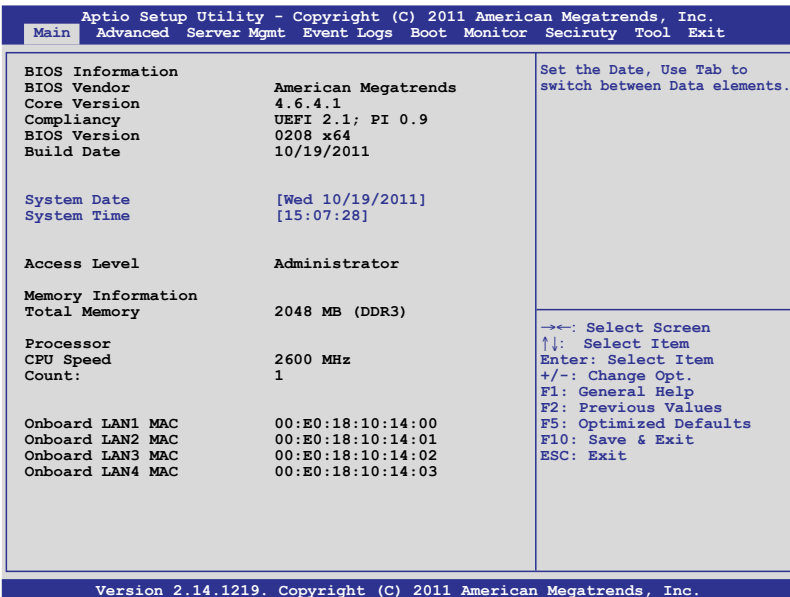 Aptio Setup Utility - Copyright (C) 2011 American Megatrends, Inc.
Main Advanced Server Mgmt Event Logs Boot Monitor Seciruty Tool Exit
BIOS Information
BIOS Vendor American Megatrends
Core Version 4.6.4.1
Compliancy UEFI 2.1; PI 0.9
BIOS Version 0208 x64
Build Date 10/19/2011
System Date [Wed 10/19/2011]
System Time [15:07:28]
Access Level Administrator
Memory Information
Total Memory 2048 MB (DDR3)
Processor
CPU Speed 2600 MHz
Count: 1
Onboard LAN1 MAC 00:E0:18:10:14:00
Onboard LAN2 MAC 00:E0:18:10:14:01
Onboard LAN3 MAC 00:E0:18:10:14:02
Onboard LAN4 MAC 00:E0:18:10:14:03
Set the Date, Use Tab to
switch between Data elements.
→←: Select Screen
↑↓: Select Item
Enter: Select Item
+/-: Change Opt.
F1: General Help
F2: Previous Values
F5: Optimized Defaults
F10: Save & Exit
ESC: Exit
Version 2.14.1219. Copyright (C) 2011 American Megatrends, Inc.